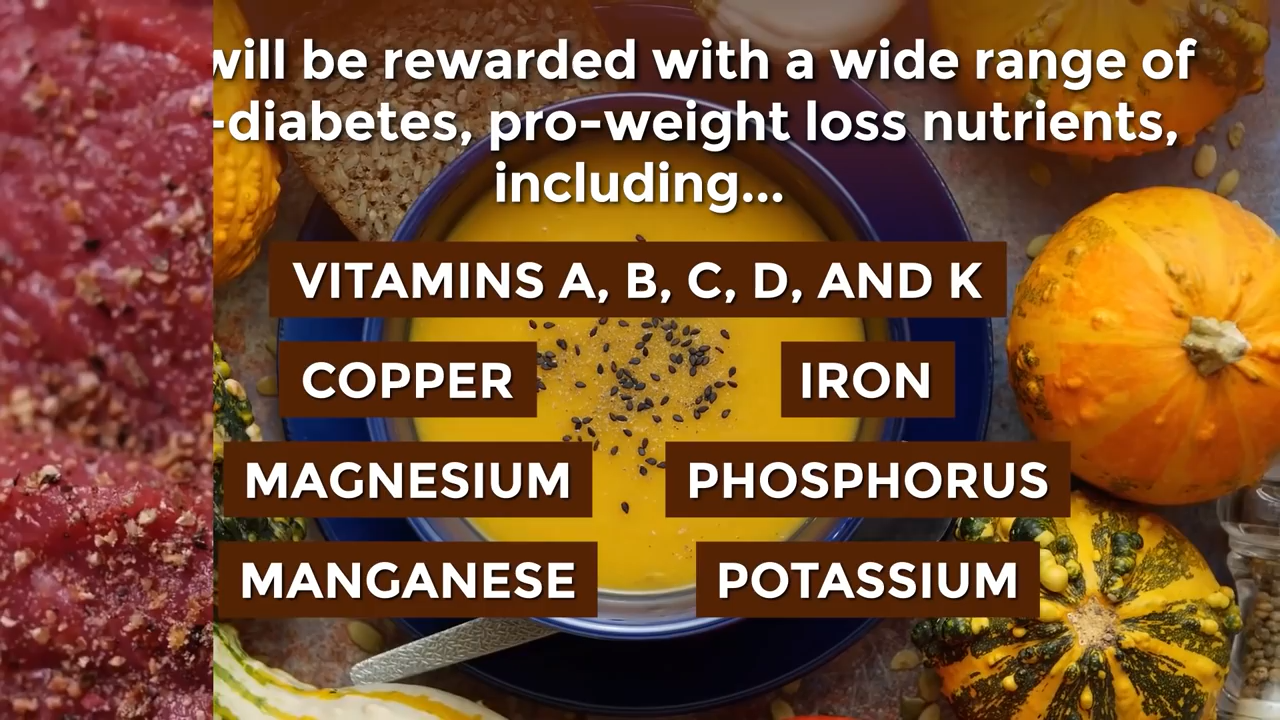 will be rewarded with a wide range of
-diabetes, pro-weight loss nutrients,
including...
VITAMINS A, B, C, D, AND K
COPPER
IRON
MAGNESIUM
PHOSPHORUS
MANGANESE
POTASSIUM